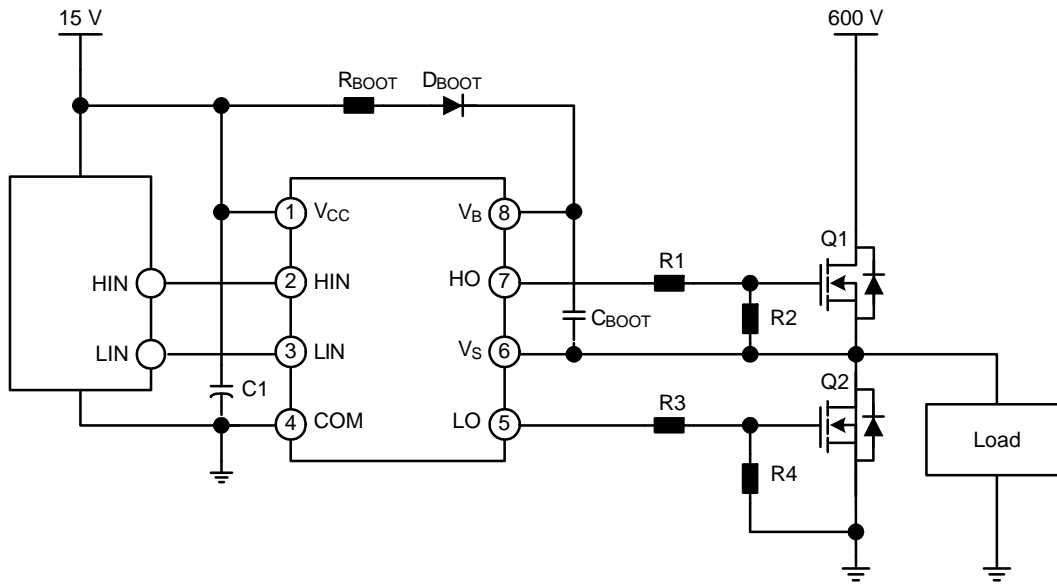 15 V
600 V
RBOOT
DBOOT
1
VCC
VB
8
Q1
HIN
2
HIN
HO
7
R1
R2
CBOOT
LIN
3
LIN
VS
6
Q2
C1
4
COM
LO
5
R3
Load
R4